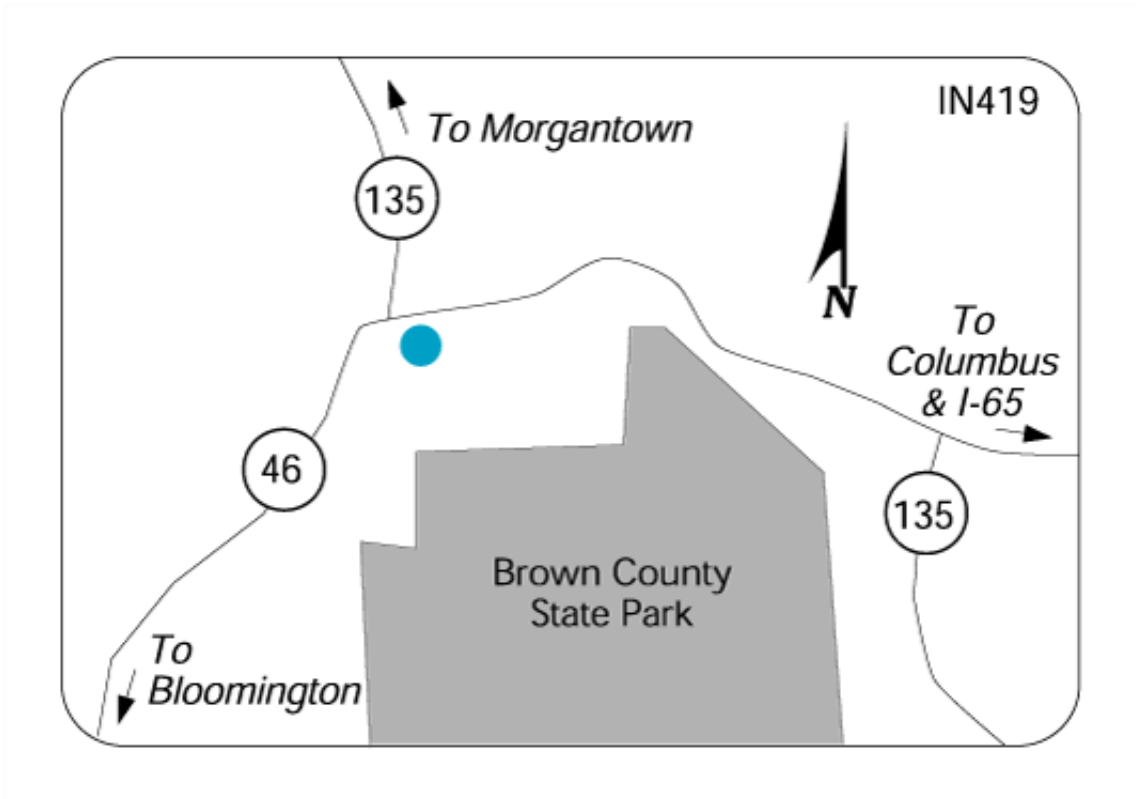 IN419
To Morgantown
135
N
To
Columbus
& I-65
46
135
Brown County
State Park
To
Bloomington